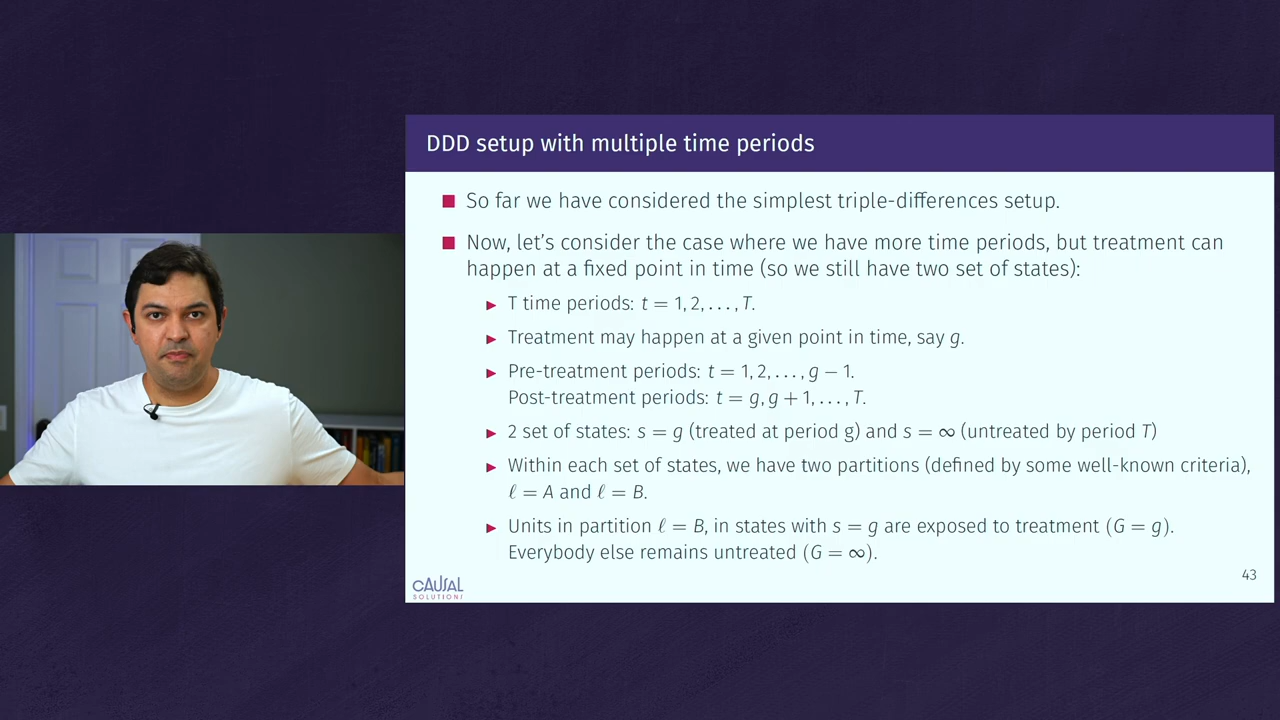 DDD setup with multiple time periods
■ So far we have considered the simplest triple-differences setup.
■ Now, let's consider the case where we have more time periods, but treatment can
happen at a fixed point in time (so we still have two set of states):
▶ T time periods: t = 1, 2, . . . , T.
▶ Treatment may happen at a given point in time, say g.
▶ Pre-treatment periods: t = 1, 2, . . . , g − 1.
Post-treatment periods: t = g, g + 1, . . . , T.
▶ 2 set of states: s = g (treated at period g) and s = ∞ (untreated by period T)
▶ Within each set of states, we have two partitions (defined by some well-known criteria),
ℓ = A and ℓ = B.
▶ Units in partition ℓ = B, in states with s = g are exposed to treatment (G = g).
Everybody else remains untreated (G = ∞).
43
CAUSAL
SOLUTIONS